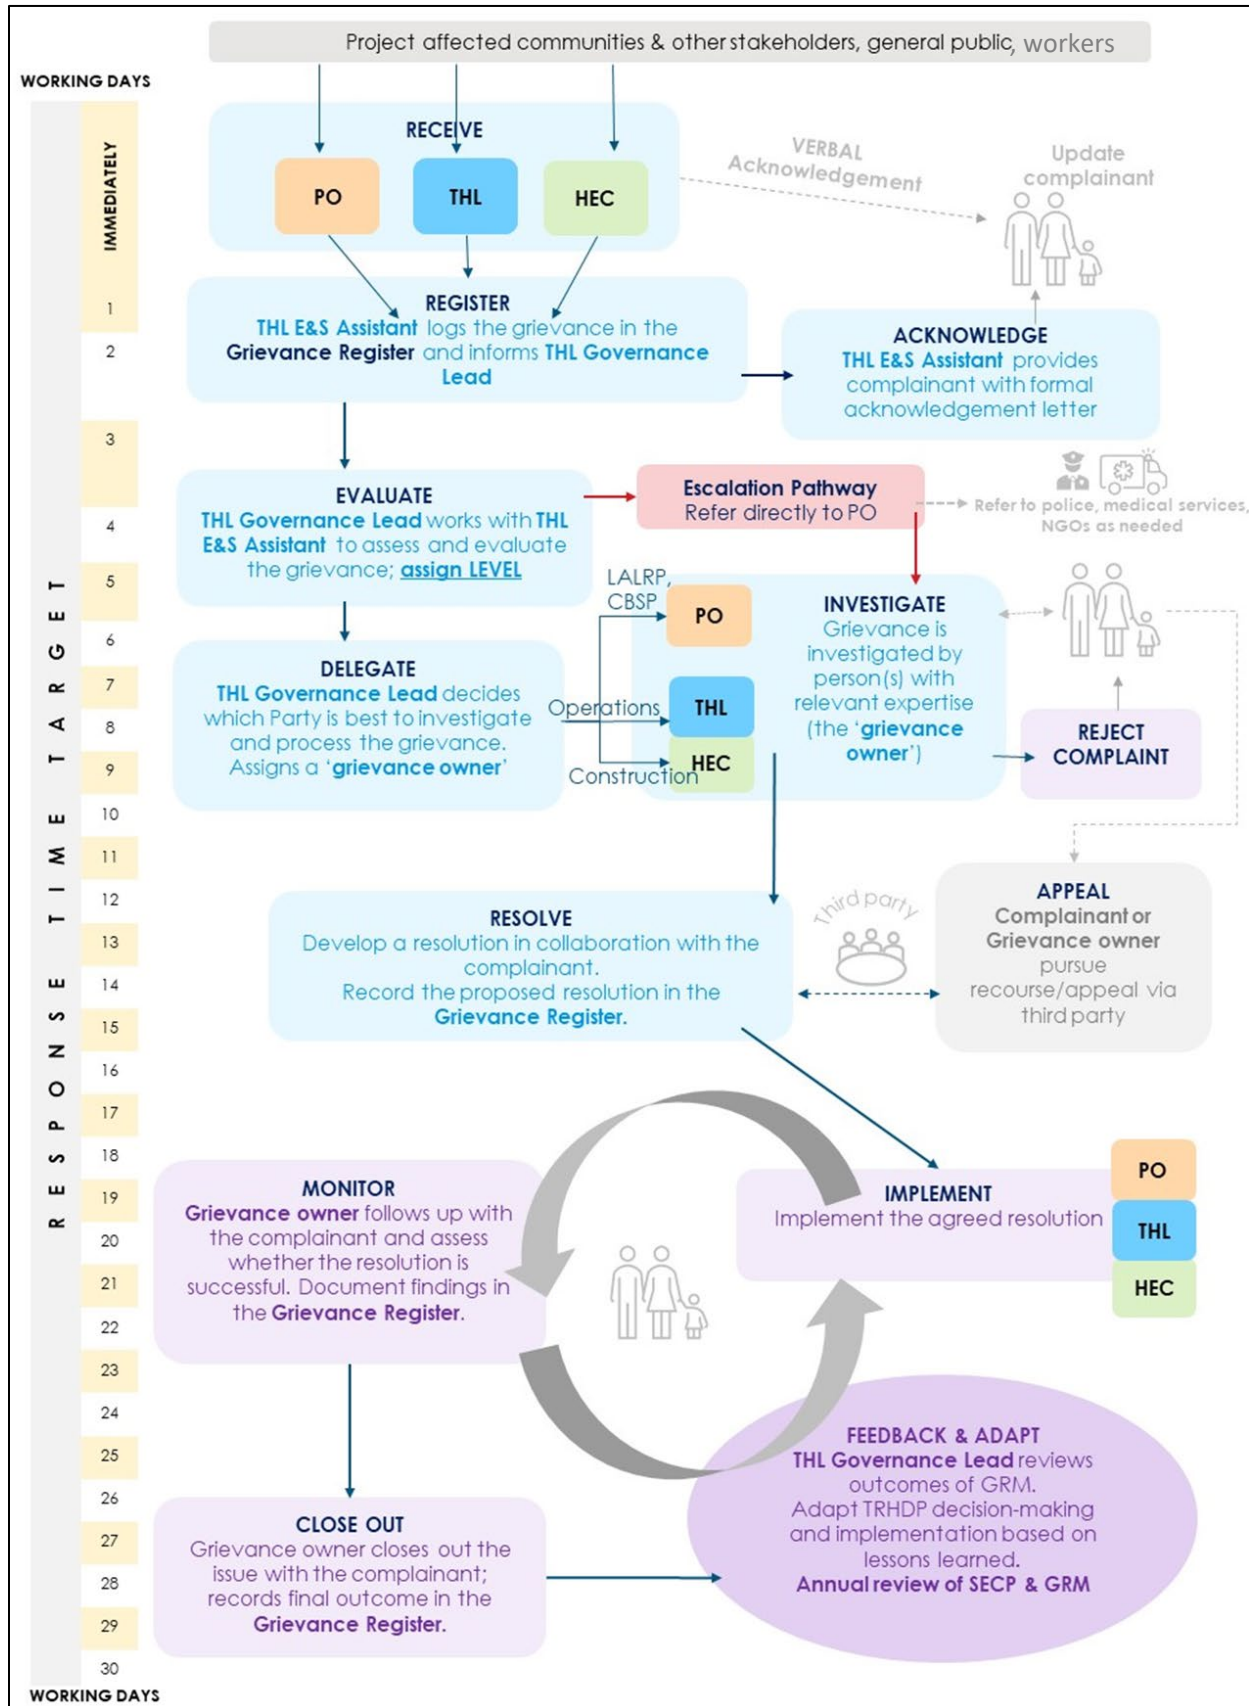 Project affected communities & other stakeholders, general public, workers
WORKING DAYS
RESPONSE TIME TARGET
IMMEDIATELY
1
2
3
4
5
6
7
8
9
10
11
12
13
14
15
16
17
18
19
20
21
22
23
24
25
26
27
28
29
30
WORKING DAYS
RECEIVE
PO
THL
HEC
VERBAL
Acknowledgement
Update
complainant
REGISTER
THL E&S Assistant logs the grievance in the
Grievance Register and informs THL Governance
Lead
ACKNOWLEDGE
THL E&S Assistant provides
complainant with formal
acknowledgement letter
EVALUATE
THL Governance Lead works with THL
E&S Assistant to assess and evaluate
the grievance; assign LEVEL
Escalation Pathway
Refer directly to PO
Refer to police, medical services,
NGOs as needed
DELEGATE
THL Governance Lead decides
which Party is best to investigate
and process the grievance.
Assigns a ‘grievance owner’
LALRP,
CBSP
Operations
Construction
PO
THL
HEC
INVESTIGATE
Grievance is
investigated by
person(s) with
relevant expertise
(the ‘grievance
owner’)
REJECT
COMPLAINT
RESOLVE
Develop a resolution in collaboration with the
complainant.
Record the proposed resolution in the
Grievance Register.
Third party
APPEAL
Complainant or
Grievance owner
pursue
recourse/appeal via
third party
MONITOR
Grievance owner follows up with
the complainant and assess
whether the resolution is
successful. Document findings in
the Grievance Register.
IMPLEMENT
Implement the agreed resolution
PO
THL
HEC
CLOSE OUT
Grievance owner closes out the
issue with the complainant;
records final outcome in the
Grievance Register.
FEEDBACK & ADAPT
THL Governance Lead reviews
outcomes of GRM.
Adapt TRHDP decision-making
and implementation based on
lessons learned.
Annual review of SECP & GRM